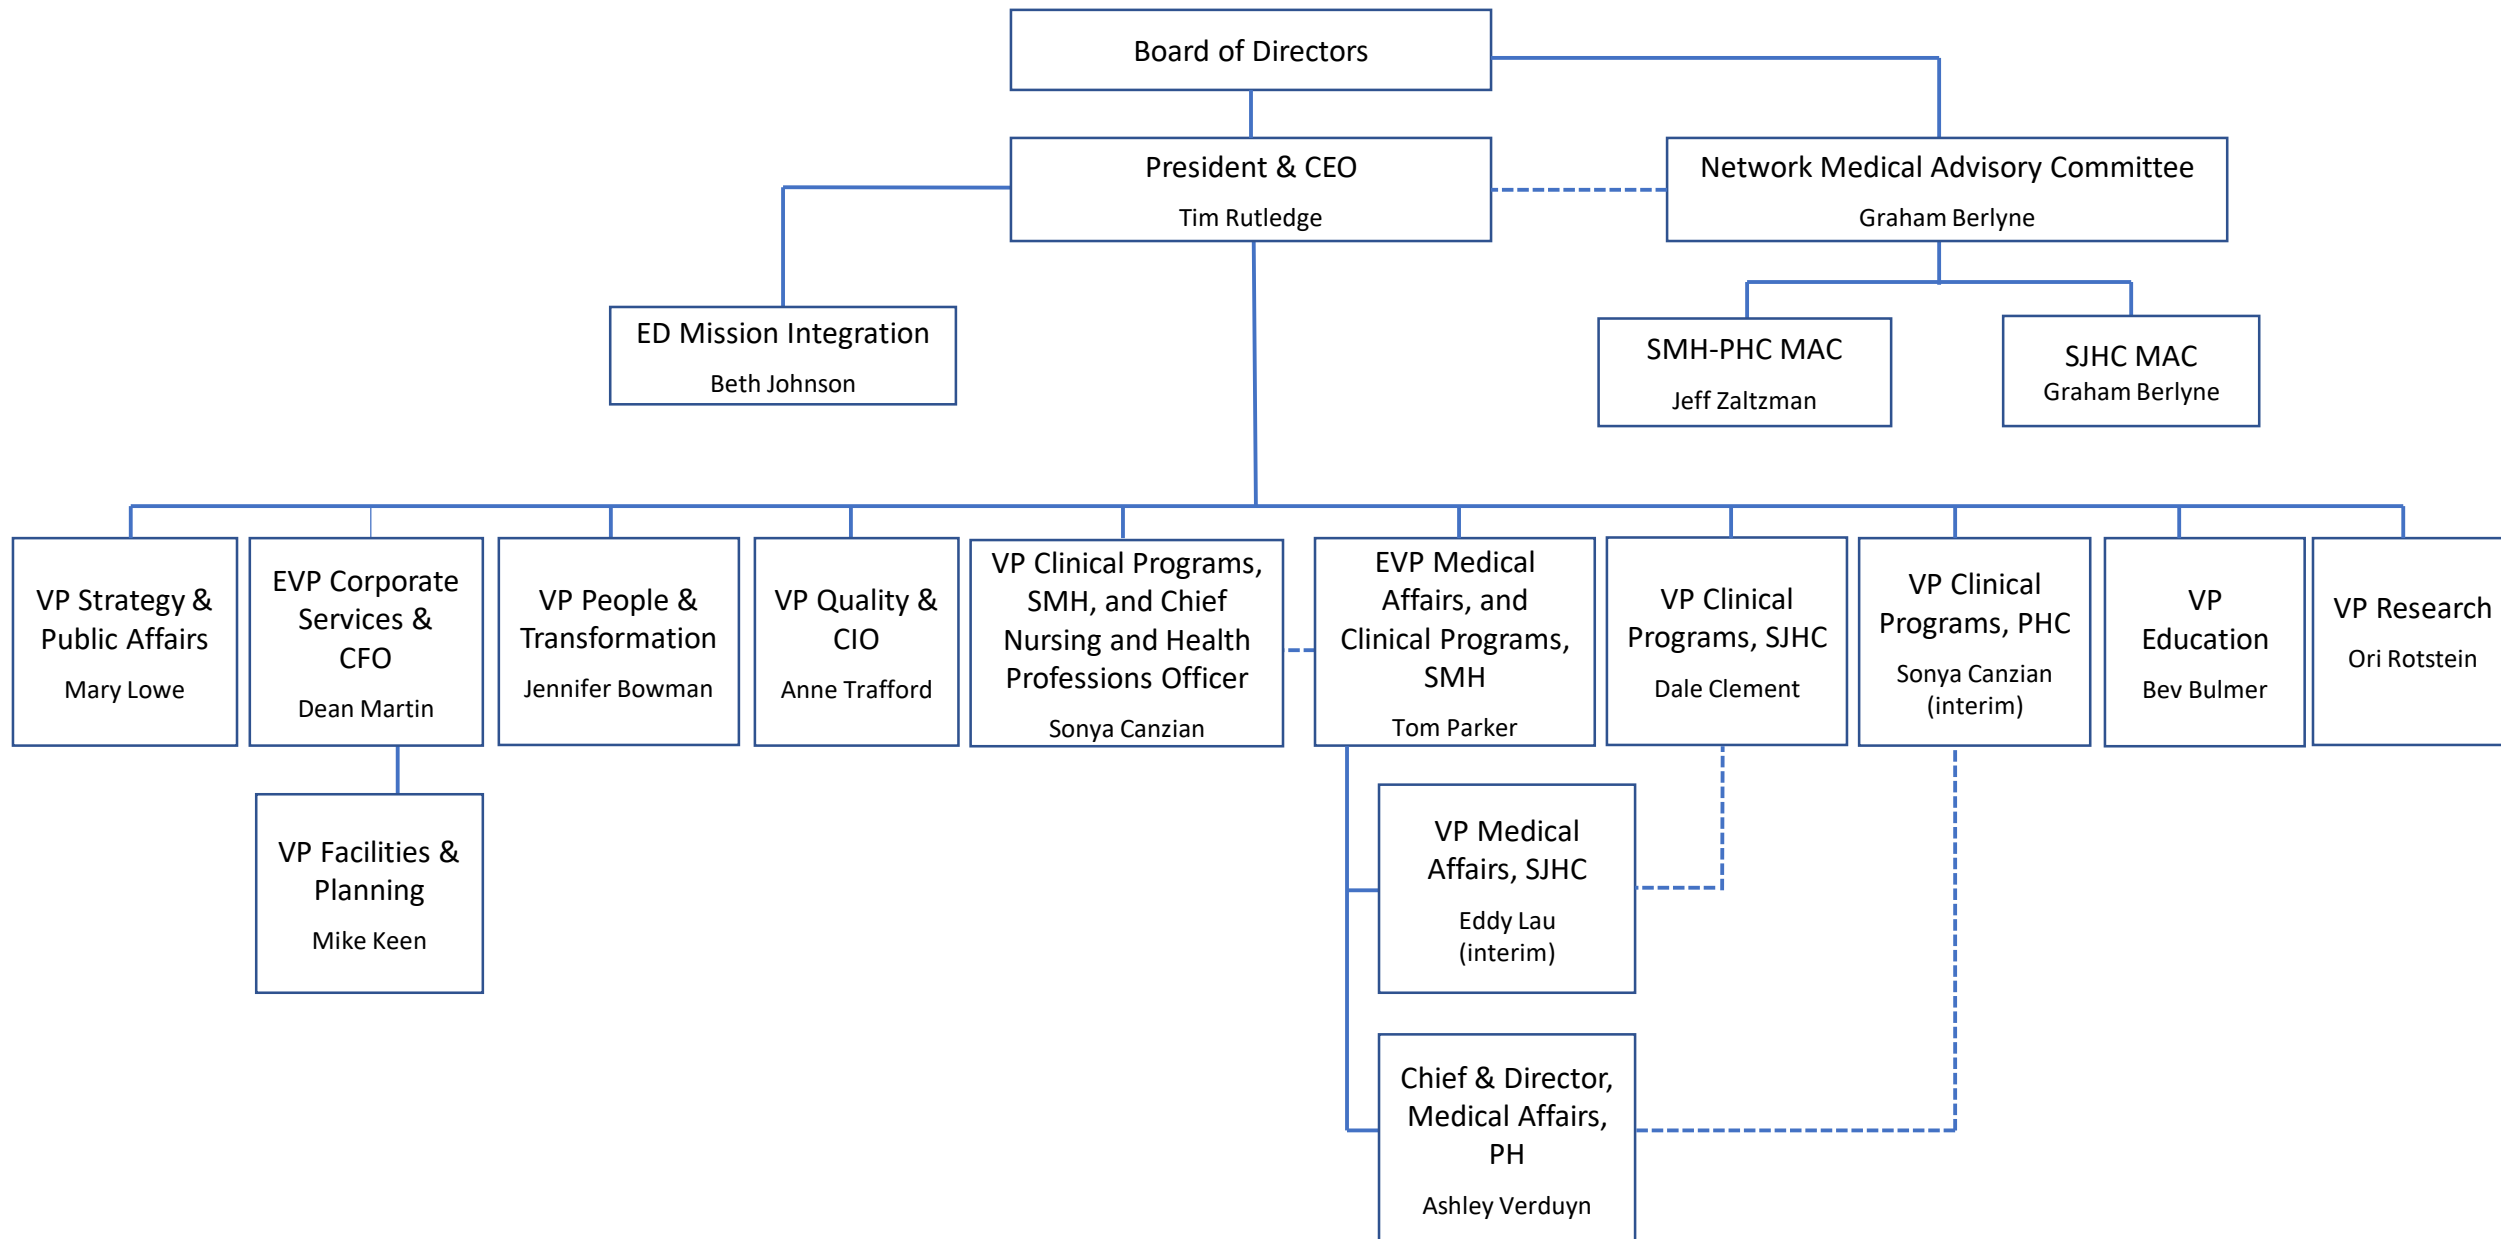 Board of Directors
President & CEO
Tim Rutledge
Network Medical Advisory Committee
Graham Berlyne
ED Mission Integration
Beth Johnson
SMH-PHC MAC
Jeff Zaltzman
SJHC MAC
Graham Berlyne
VP Strategy &
Public Affairs
Mary Lowe
EVP Corporate
Services &
CFO
Dean Martin
VP People &
Transformation
Jennifer Bowman
VP Quality &
CIO
Anne Trafford
VP Clinical Programs,
SMH, and Chief
Nursing and Health
Professions Officer
Sonya Canzian
EVP Medical
Affairs, and
Clinical Programs,
SMH
Tom Parker
VP Clinical
Programs, SJHC
Dale Clement
VP Clinical
Programs, PHC
Sonya Canzian
(interim)
VP
Education
Bev Bulmer
VP Research
Ori Rotstein
VP Facilities &
Planning
Mike Keen
VP Medical
Affairs, SJHC
Eddy Lau
(interim)
Chief & Director,
Medical Affairs,
PH
Ashley Verduyn